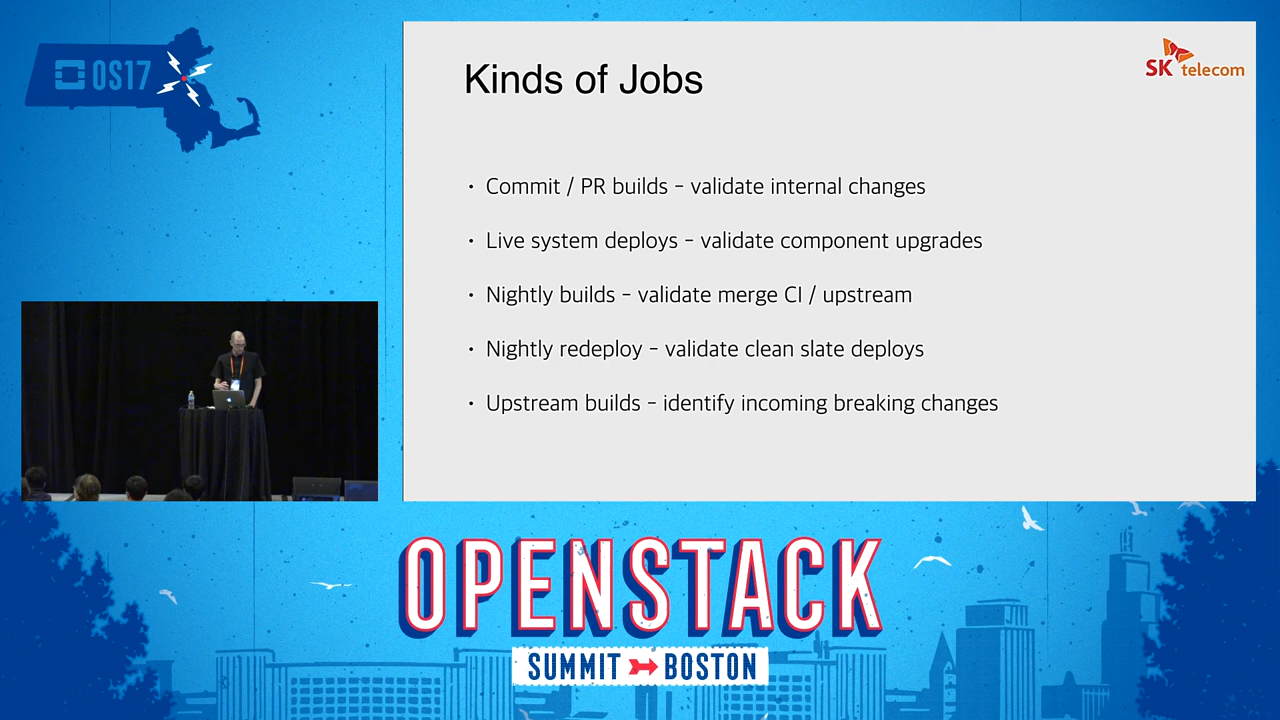 OS17
Kinds of Jobs
SK telecom
• Commit / PR builds – validate internal changes
• Live system deploys – validate component upgrades
• Nightly builds – validate merge CI / upstream
• Nightly redeploy – validate clean slate deploys
• Upstream builds – identify incoming breaking changes
OPENSTACK
SUMMIT BOSTON